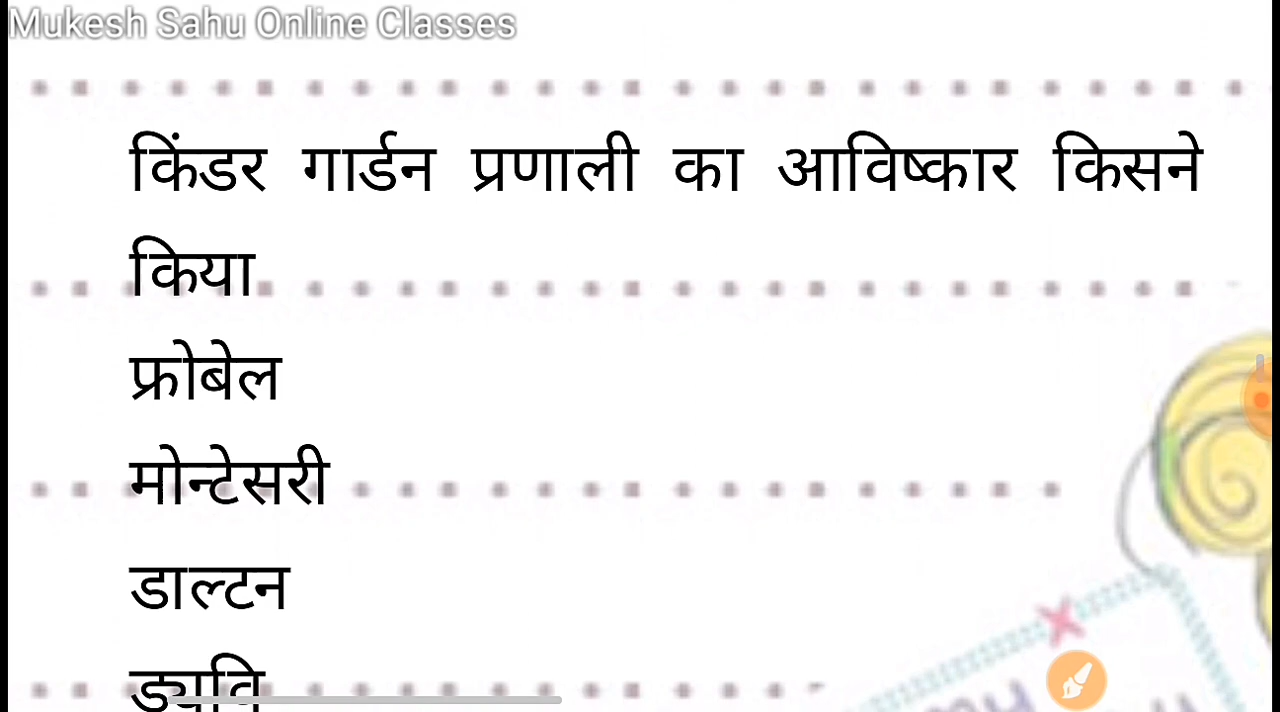 Mukesh Sahu Online Classes
किंडर गार्डन प्रणाली का आविष्कार किसने
किया
फ्रोबेल
मोन्टेसरी
डाल्टन